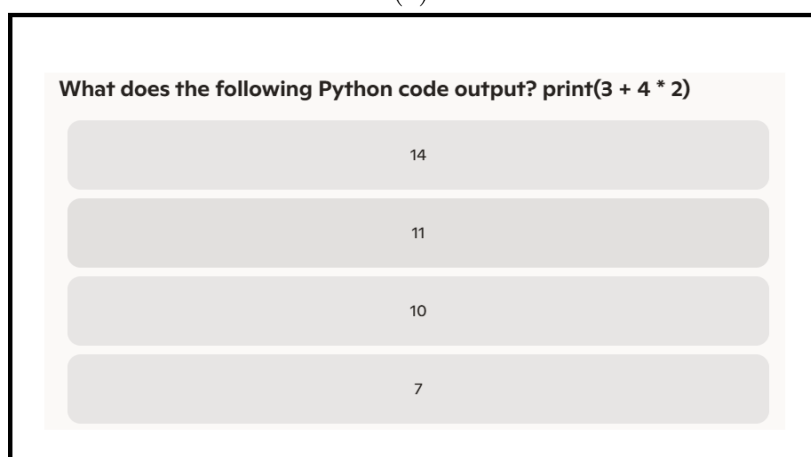 What does the following Python code output? print(3 + 4 * 2)
14
11
10
7